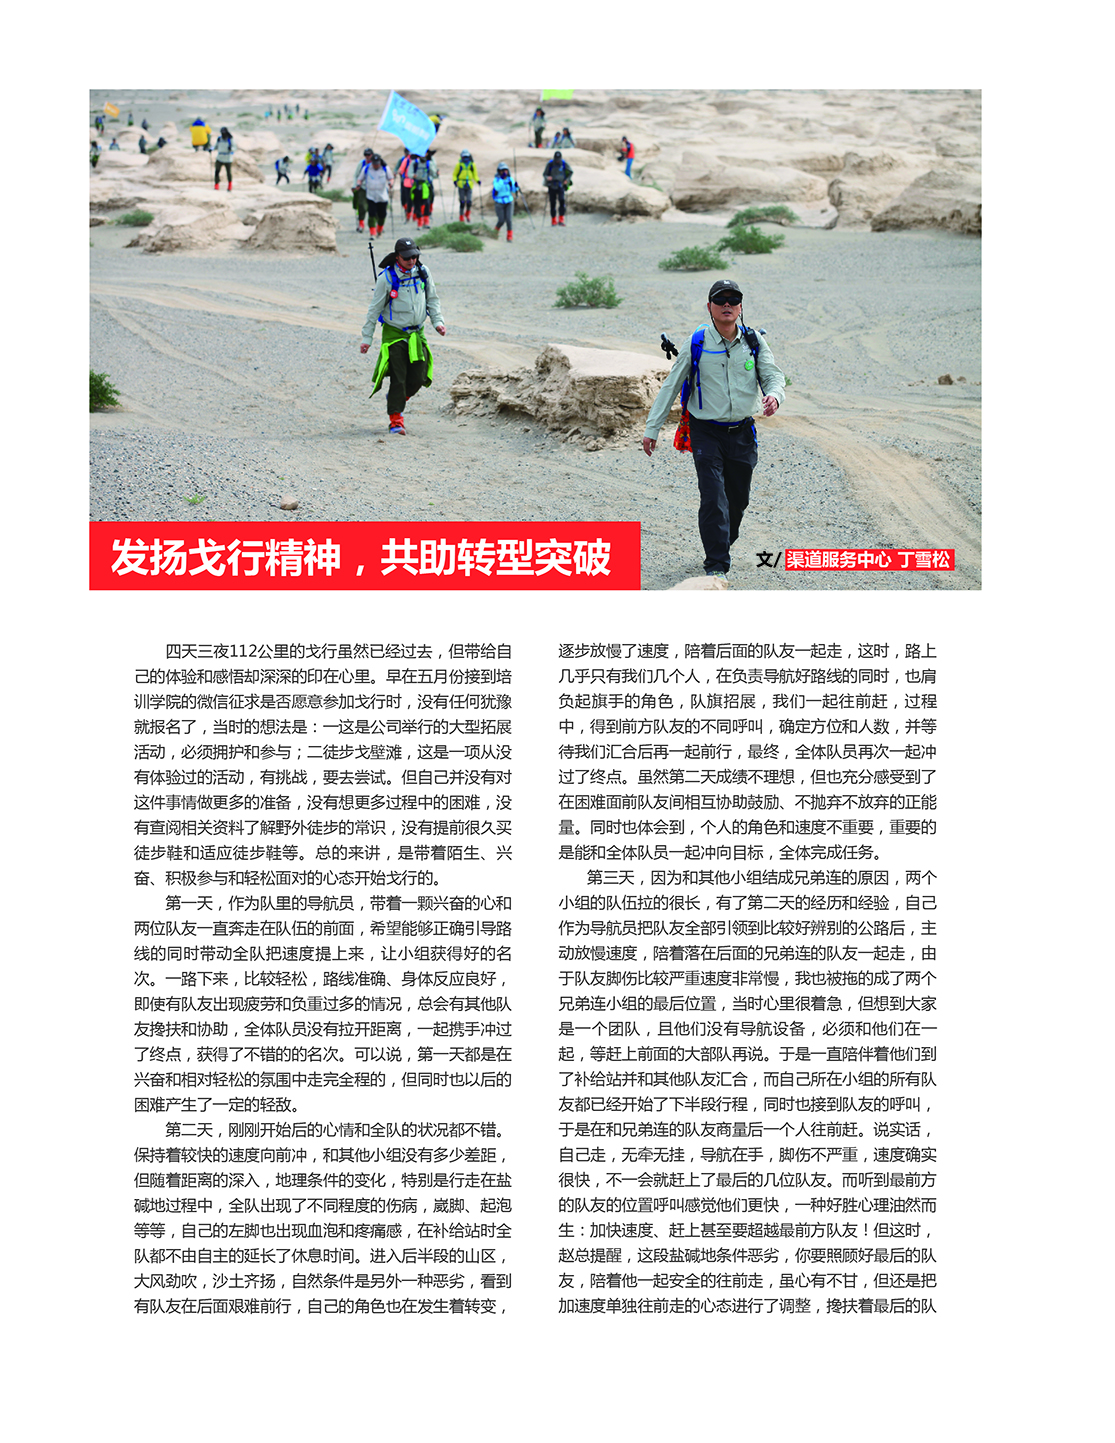 发扬戈行精神，共助转型突破
文/ 渠道服务中心 丁雪松
四天三夜112公里的戈行虽然已经过去，但带给自
己的体验和感悟却深深的印在心里。早在五月份接到培
训学院的微信征求是否愿意参加戈行时，没有任何犹豫
就报名了，当时的想法是：一这是公司举行的大型拓展
活动，必须拥护和参与；二徒步戈壁滩，这是一项从没
有体验过的活动，有挑战，要去尝试。但自己并没有对
这件事情做更多的准备，没有想更多过程中的困难，没
有查阅相关资料了解野外徒步的常识，没有提前很久买
徒步鞋和适应徒步鞋等。总的来讲，是带着陌生、兴
奋、积极参与和轻松面对的心态开始戈行的。
第一天，作为队里的导航员，带着一颗兴奋的心和
两位队友一直奔走在队伍的前面，希望能够正确引导路
线的同时带动全队把速度提上来，让小组获得好的名
次。一路下来，比较轻松，路线准确、身体反应良好，
即使有队友出现疲劳和负重过多的情况，总会有其他队
友搀扶和协助，全体队员没有拉开距离，一起携手冲过
了终点，获得了不错的的名次。可以说，第一天都是在
兴奋和相对轻松的氛围中走完全程的，但同时也以后的
困难产生了一定的轻敌。
第二天，刚刚开始后的心情和全队的状况都不错。
保持着较快的速度向前冲，和其他小组没有多少差距，
但随着距离的深入，地理条件的变化，特别是行走在盐
碱地过程中，全队出现了不同程度的伤病，崴脚、起泡
等等，自己的左脚也出现血泡和疼痛感，在补给站时全
队都不由自主的延长了休息时间。进入后半段的山区，
大风劲吹，沙土齐扬，自然条件是另外一种恶劣，看到
有队友在后面艰难前行，自己的角色也在发生着转变，
逐步放慢了速度，陪着后面的队友一起走，这时，路上
几乎只有我们几个人，在负责导航好路线的同时，也肩
负起旗手的角色，队旗招展，我们一起往前赶，过程
中，得到前方队友的不同呼叫，确定方位和人数，并等
待我们汇合后再一起前行，最终，全体队员再次一起冲
过了终点。虽然第二天成绩不理想，但也充分感受到了
在困难面前队友间相互协助鼓励、不抛弃不放弃的正能
量。同时也体会到，个人的角色和速度不重要，重要的
是能和全体队员一起冲向目标，全体完成任务。
第三天，因为和其他小组结成兄弟连的原因，两个
小组的队伍拉的很长，有了第二天的经历和经验，自己
作为导航员把队友全部引领到比较好辨别的公路后，主
动放慢速度，陪着落在后面的兄弟连的队友一起走，由
于队友脚伤比较严重速度非常慢，我也被拖的成了两个
兄弟连小组的最后位置，当时心里很着急，但想到大家
是一个团队，且他们没有导航设备，必须和他们在一
起，等赶上前面的大部队再说。于是一直陪伴着他们到
了补给站并和其他队友汇合，而自己所在小组的所有队
友都已经开始了下半段行程，同时也接到队友的呼叫，
于是在和兄弟连的队友商量后一个人往前赶。说实话，
自己走，无牵无挂，导航在手，脚伤不严重，速度确实
很快，不一会就赶上了最后的几位队友。而听到最前方
的队友的位置呼叫感觉他们更快，一种好胜心理油然而
生：加快速度、赶上甚至要超越最前方队友！但这时，
赵总提醒，这段盐碱地条件恶劣，你要照顾好最后的队
友，陪着他一起安全的往前走，虽心有不甘，但还是把
加速度单独往前走的心态进行了调整，搀扶着最后的队